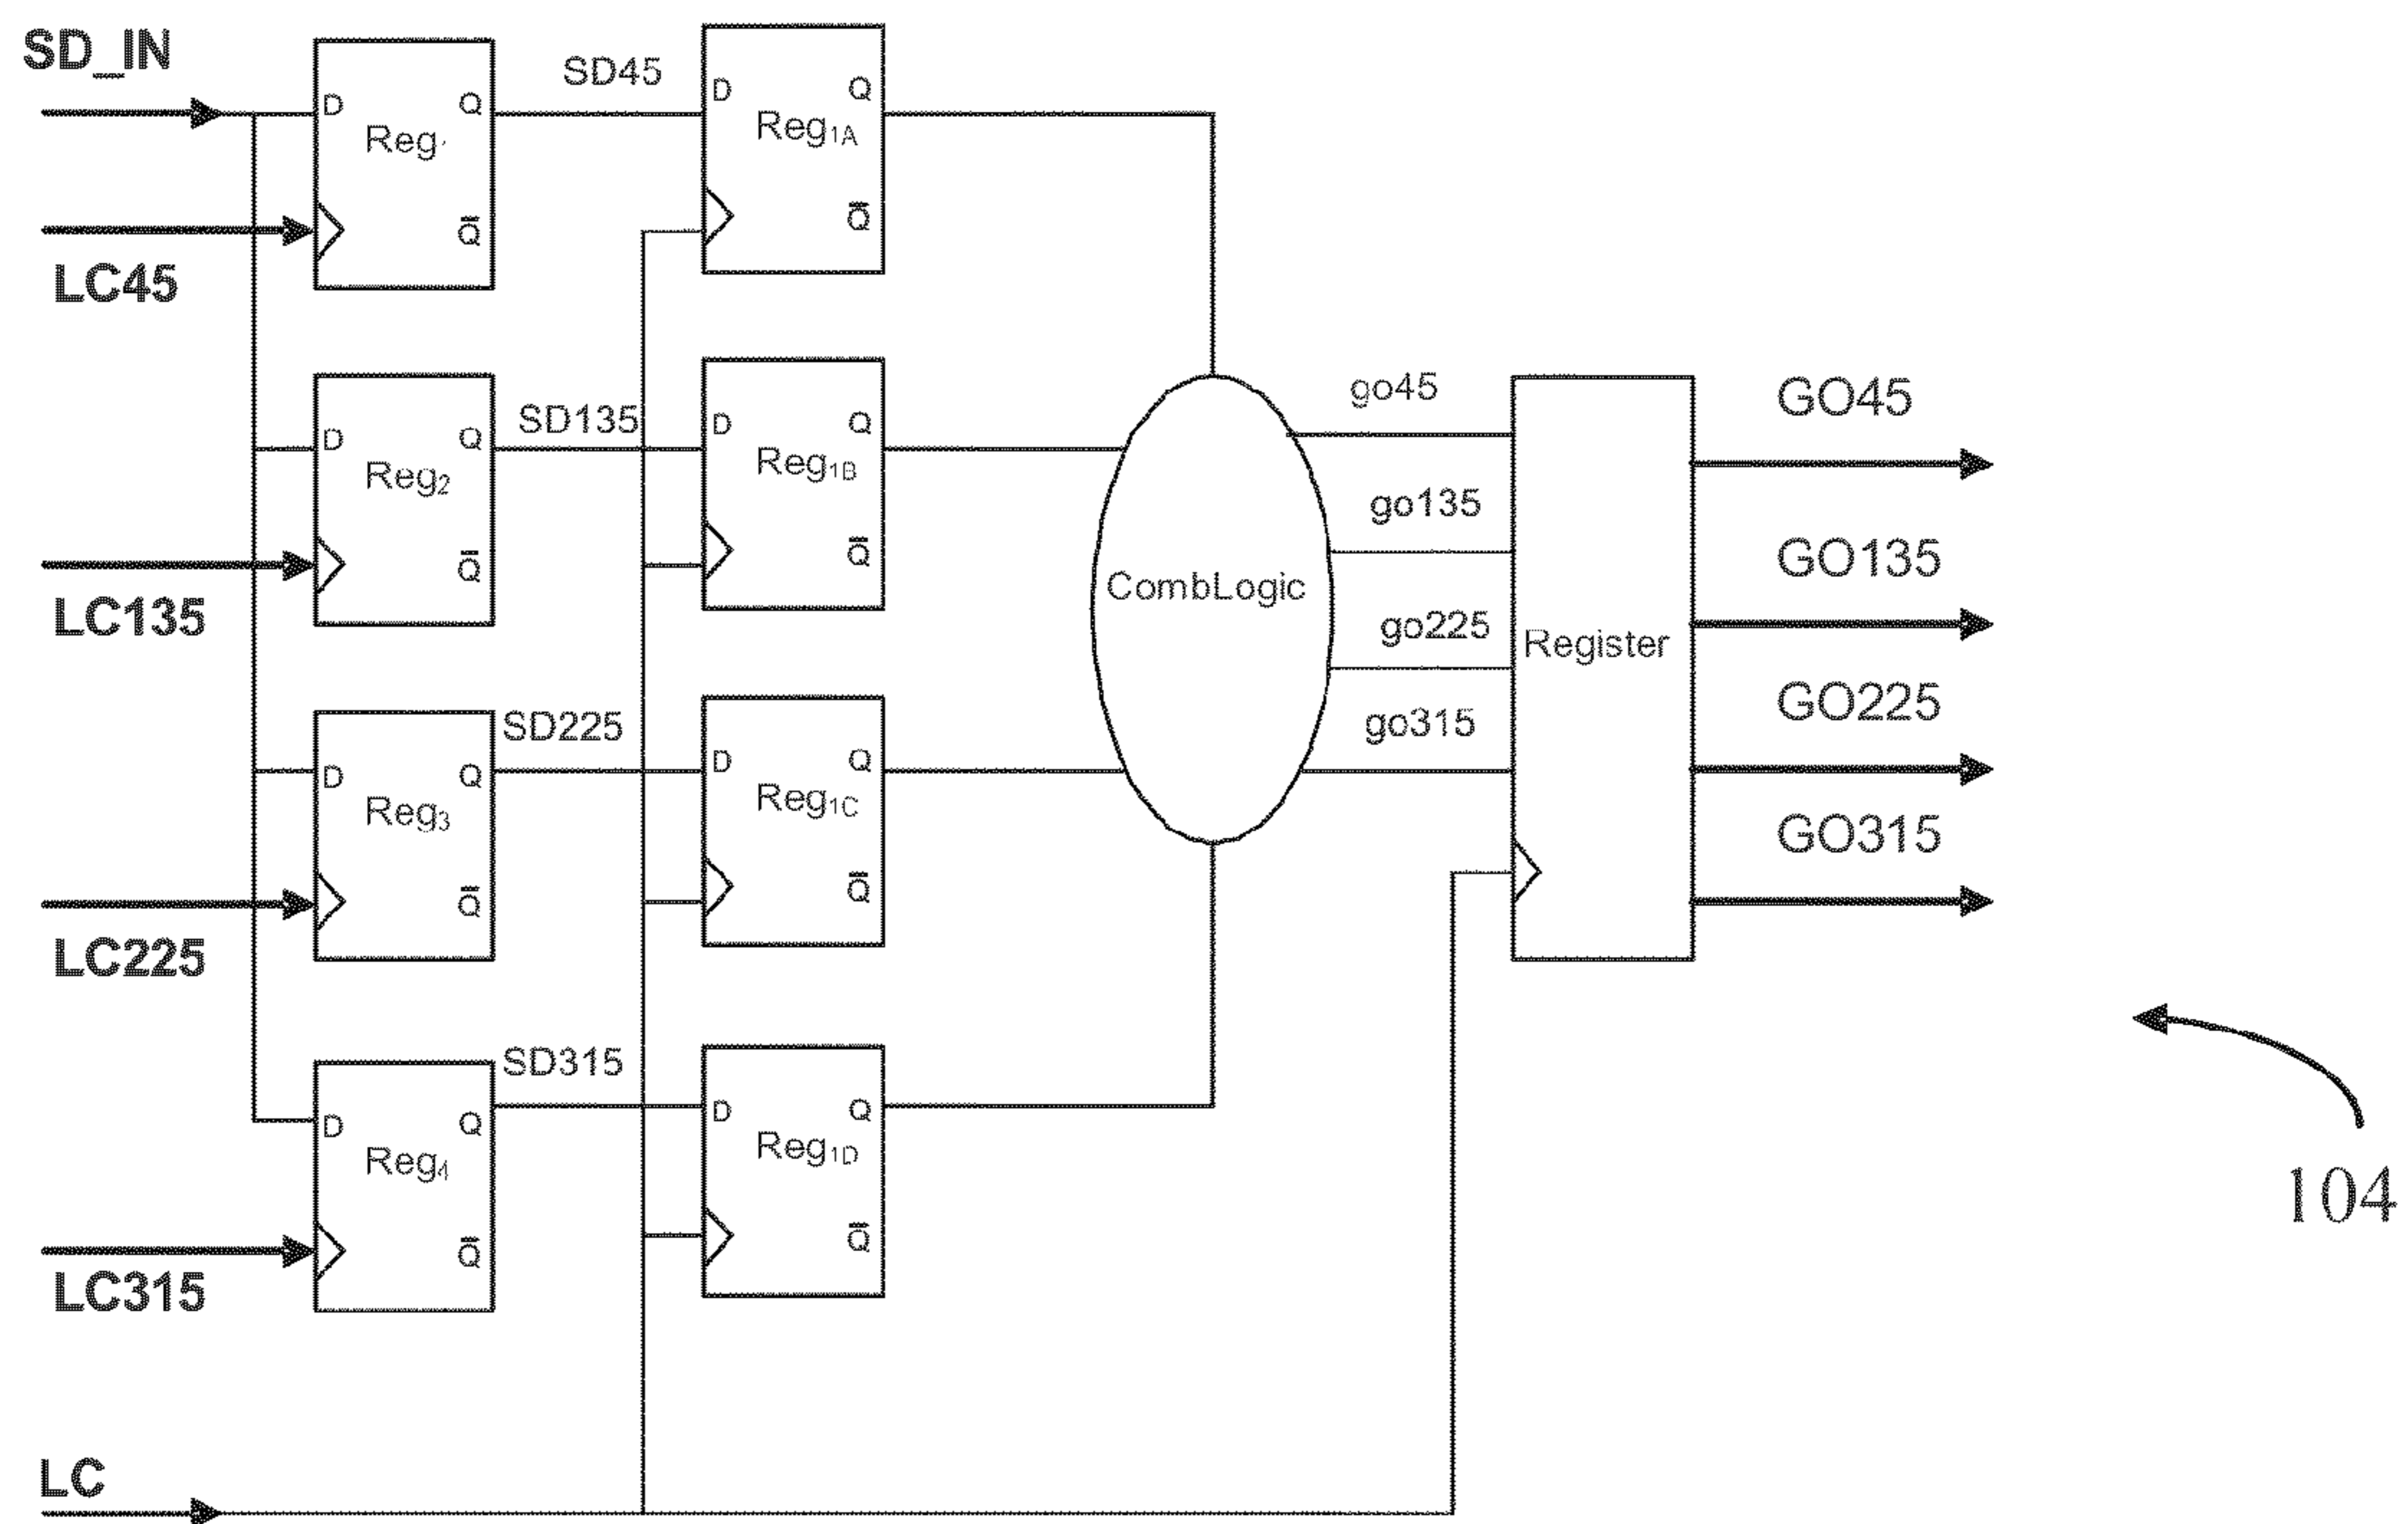 SD_IN
D
Q
Reg
Q̅
LC45
SD45
D
Q
Reg1A
Q̅
D
Q
Reg2
Q̅
LC135
SD135
D
Q
Reg1B
Q̅
D
Q
Reg3
Q̅
LC225
SD225
D
Q
Reg1C
Q̅
D
Q
Reg4
Q̅
LC315
SD315
D
Q
Reg1D
Q̅
LC
CombLogic
go45
go135
go225
go315
Register
GO45
GO135
GO225
GO315
104